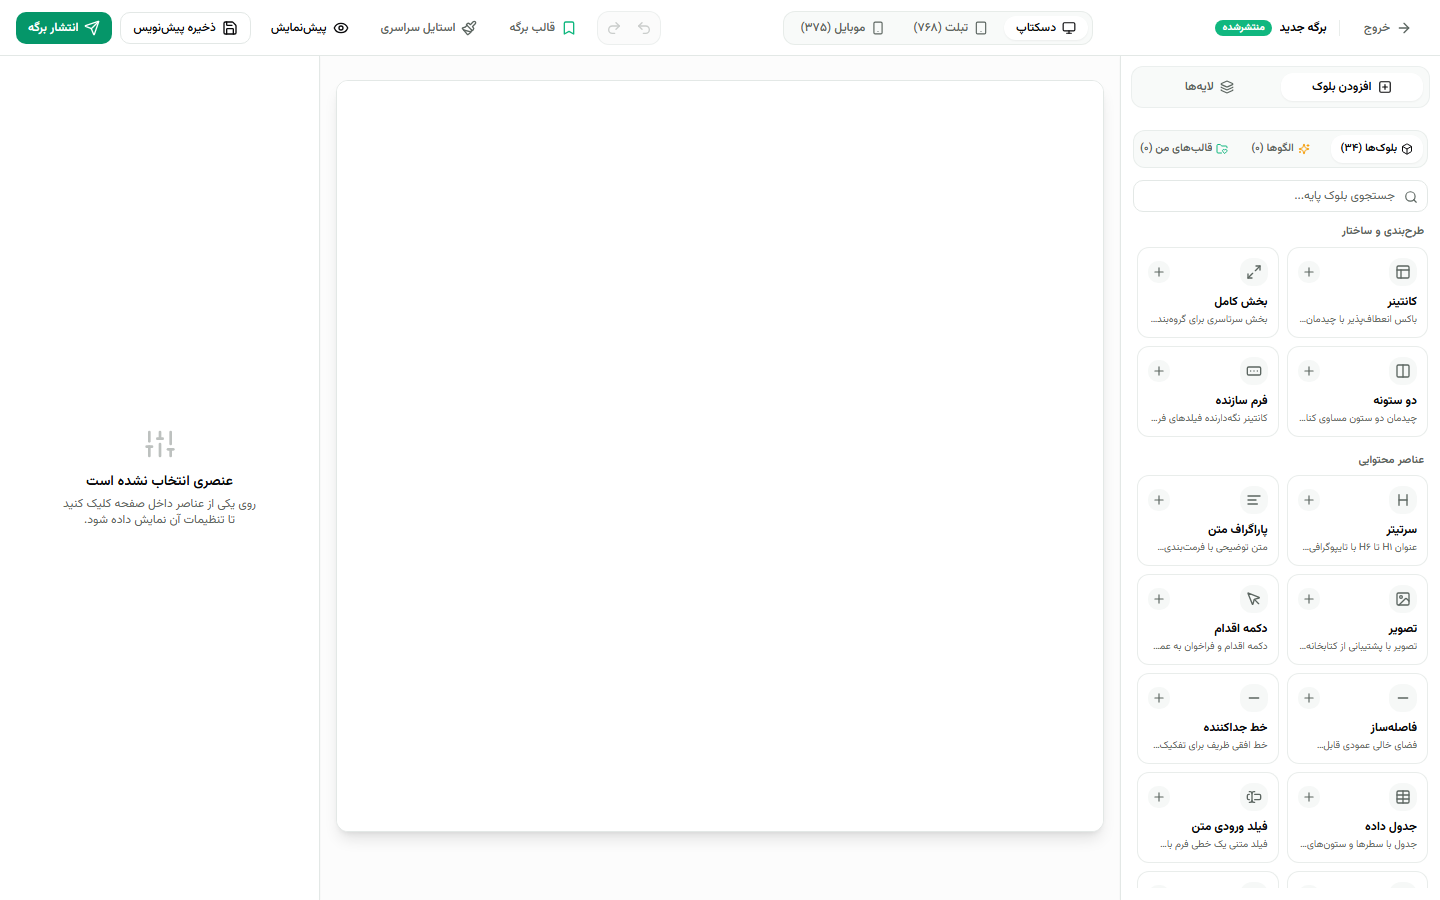 خروج
برگه جدید
منتشرشده
دسکتاپ
تبلت (۷۶۸)
موبایل (۳۷۵)
قالب برگه
استایل سراسری
پیش‌نمایش
ذخیره پیش‌نویس
انتشار برگه
افزودن بلوک
لایه‌ها
بلوک‌ها (۳۴)
الگوها (۰)
قالب‌های من (۰)
جستجوی بلوک پایه...
طرح‌بندی و ساختار
کانتینر
باکس انعطاف‌پذیر با چیدمان...
بخش کامل
بخش سرتاسری برای گروه‌بند...
دو ستونه
چیدمان دو ستون مساوی کنا...
فرم سازنده
کانتینر نگه‌دارنده فیلدهای فر...
عناصر محتوایی
سرتیتر
عنوان H۱ تا H۶ با تایپوگرافی...
پاراگراف متن
متن توضیحی با فرمت‌بندی...
تصویر
تصویر با پشتیبانی از کتابخانه...
دکمه اقدام
دکمه اقدام و فراخوان به عمـ...
فاصله‌ساز
فضای خالی عمودی قابل...
خط جداکننده
خط افقی ظریف برای تفکیک...
جدول داده
جدول با سطرها و ستون‌های...
فیلد ورودی متن
فیلد متنی یک خطی فرم با...
عنصری انتخاب نشده است
روی یکی از عناصر داخل صفحه کلیک کنید
تا تنظیمات آن نمایش داده شود.